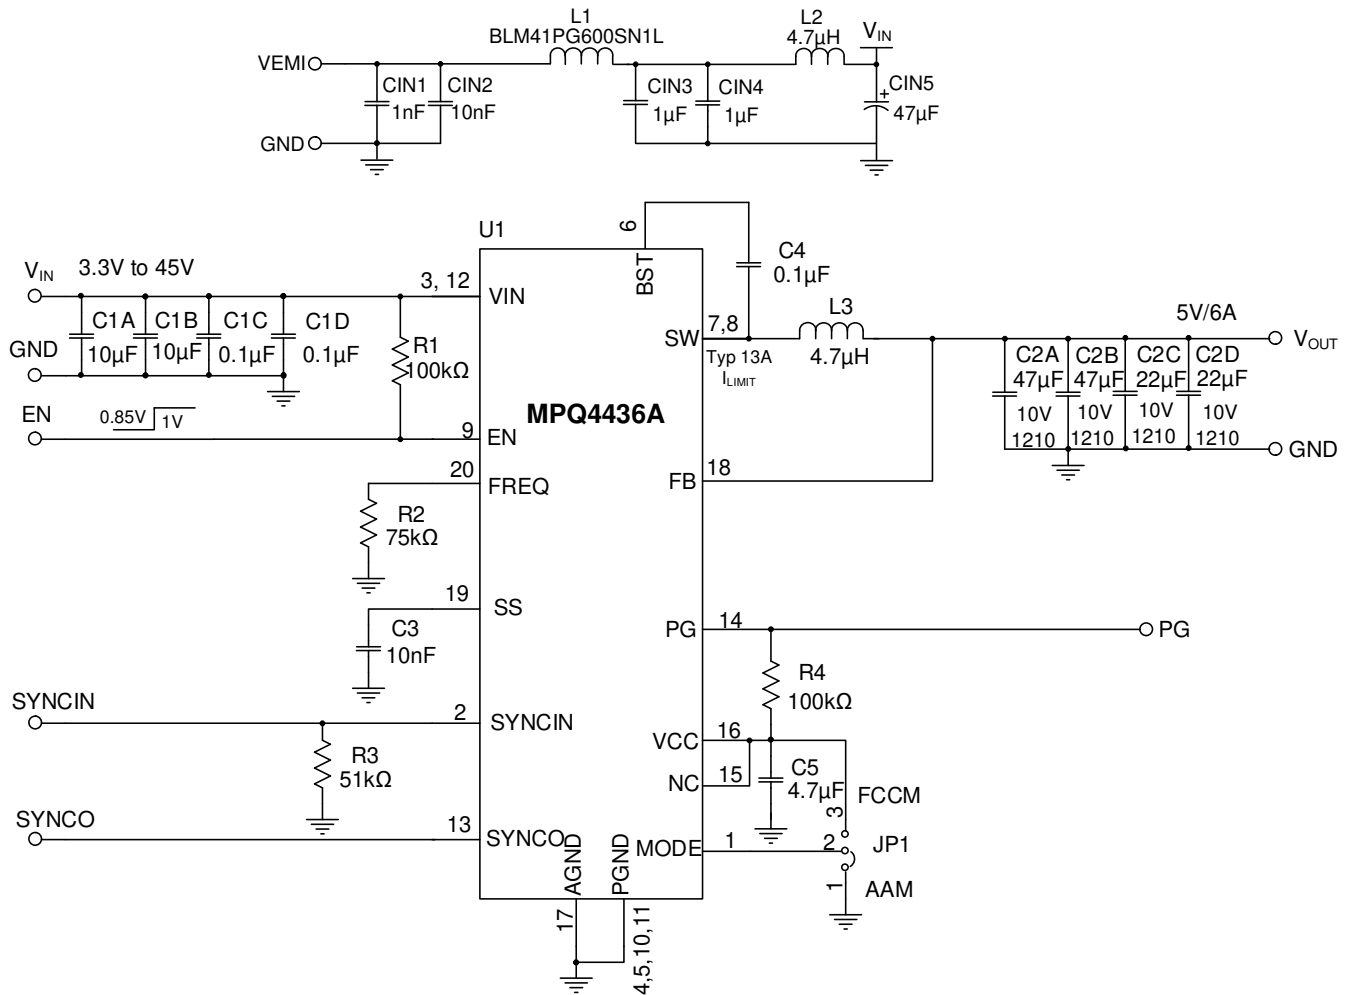 L1
BLM41PG600SN1L
L2
4.7µH
VIN
VEMI
CIN1
1nF
CIN2
10nF
CIN3
1µF
CIN4
1µF
+
CIN5
47µF
GND
U1
6
BST
C4
0.1µF
VIN
3.3V to 45V
3, 12
VIN
C1A
10µF
C1B
10µF
C1C
0.1µF
C1D
0.1µF
GND
R1
100kΩ
EN
0.85V
1V
9
EN
MPQ4436A
SW
7,8
Typ 13A
ILIMIT
L3
4.7µH
5V/6A
VOUT
C2A
47µF
10V
1210
C2B
47µF
10V
1210
C2C
22µF
10V
1210
C2D
22µF
10V
1210
GND
20
FREQ
R2
75kΩ
FB
18
19
SS
C3
10nF
PG
14
PG
R4
100kΩ
SYNCIN
2
SYNCIN
R3
51kΩ
VCC
16
NC
15
C5
4.7µF
FCCM
3
SYNCO
13
SYNCO
MODE
1
2
JP1
1
AAM
AGND
PGND
17
4,5,10,11